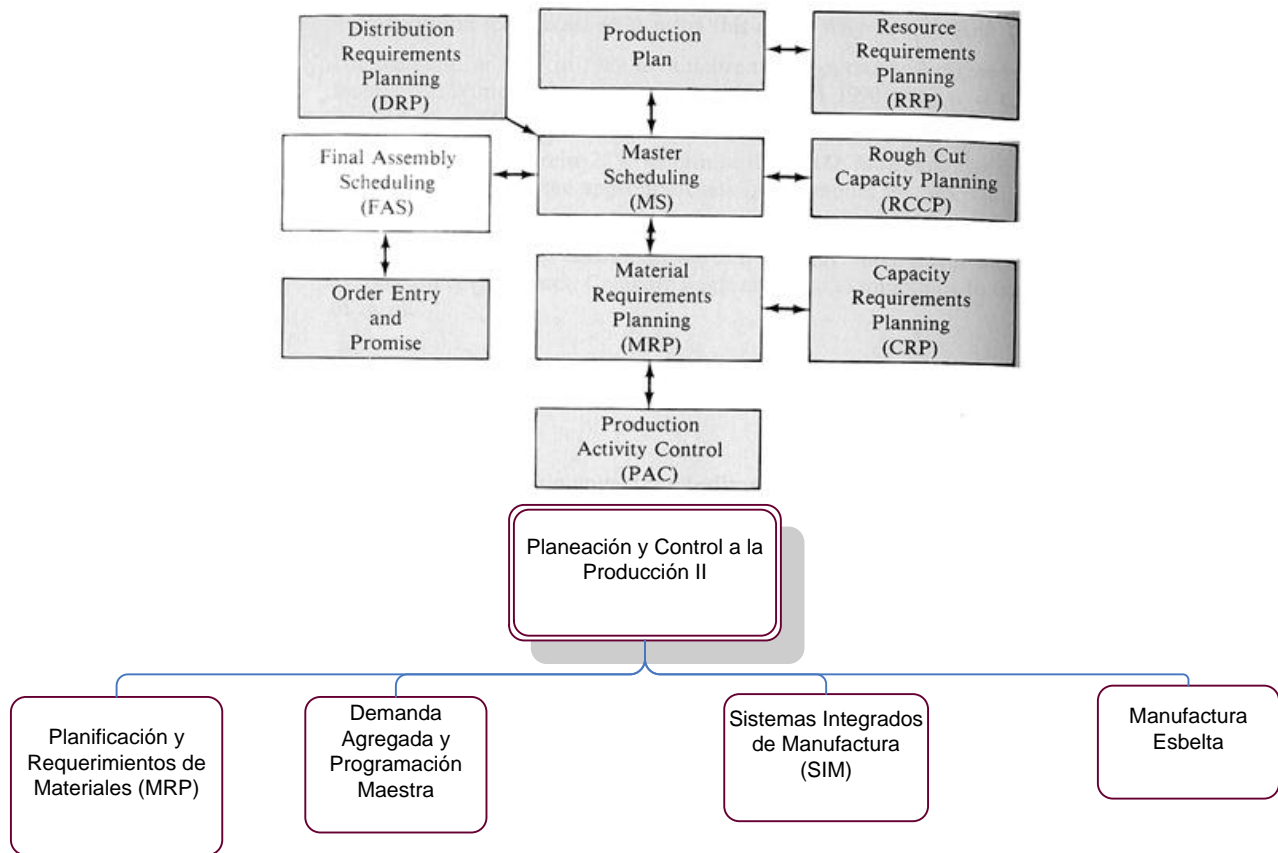 Distribution
Requirements
Planning
(DRP)
Production
Plan
Resource
Requirements
Planning
(RRP)
Final Assembly
Scheduling
(FAS)
Master
Scheduling
(MS)
Rough Cut
Capacity Planning
(RCCP)
Order Entry
and
Promise
Material
Requirements
Planning
(MRP)
Capacity
Requirements
Planning
(CRP)
Production
Activity Control
(PAC)
Planeación y Control a la
Producción II
Planificación y
Requerimientos de
Materiales (MRP)
Demanda
Agregada y
Programación
Maestra
Sistemas Integrados
de Manufactura
(SIM)
Manufactura
Esbelta